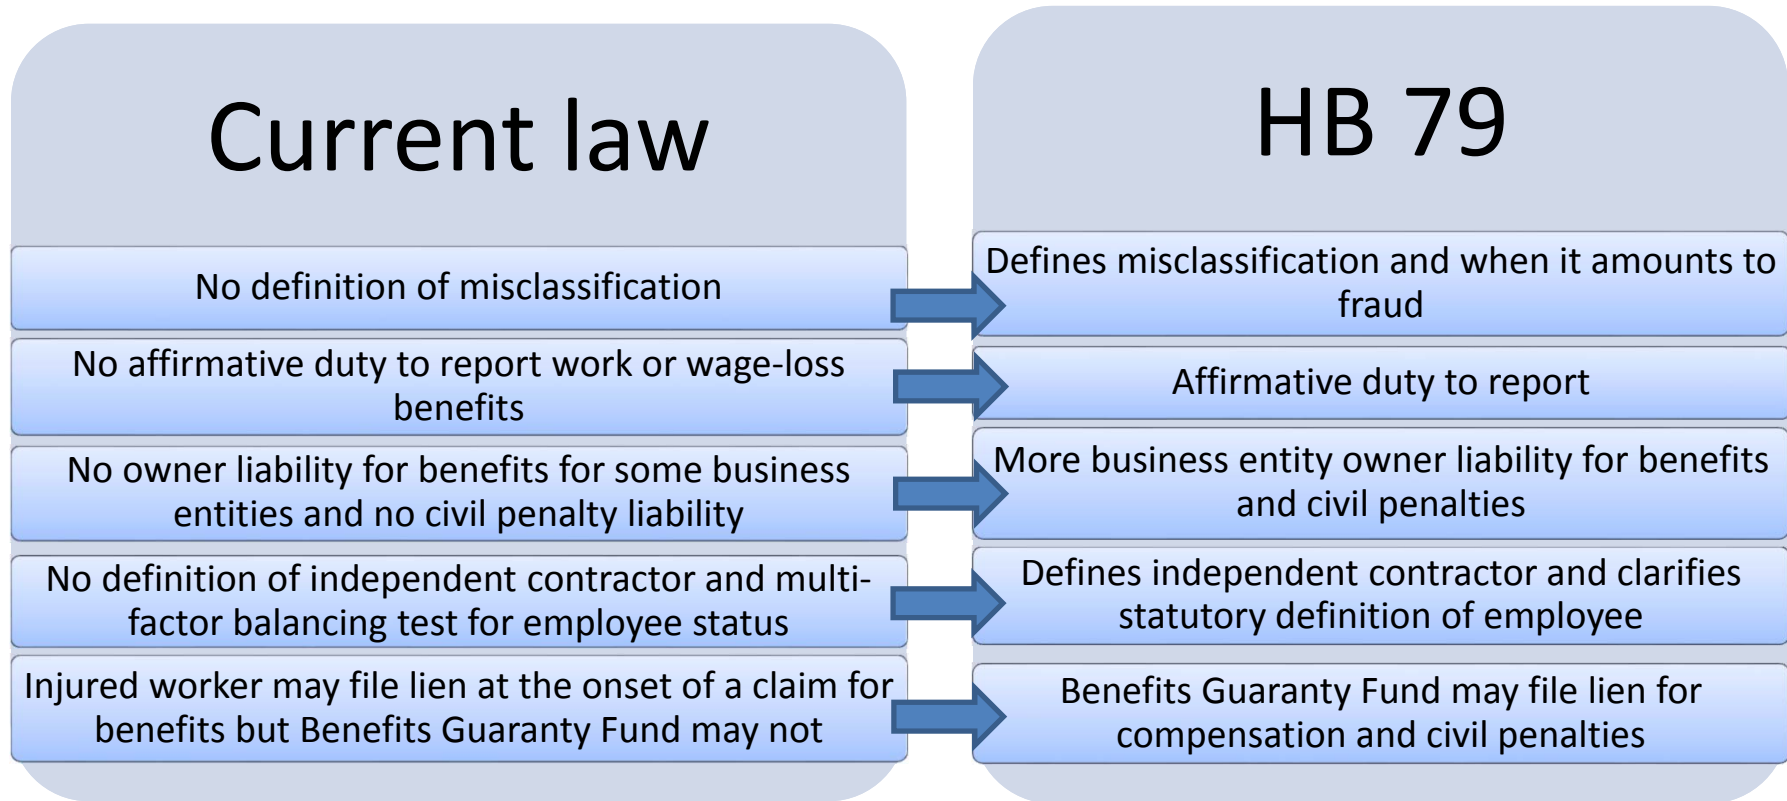 Current law
No definition of misclassification
No affirmative duty to report work or wage-loss
benefits
No owner liability for benefits for some business
entities and no civil penalty liability
No definition of independent contractor and multi-
factor balancing test for employee status
Injured worker may file lien at the onset of a claim for
benefits but Benefits Guaranty Fund may not
HB 79
Defines misclassification and when it amounts to
fraud
Affirmative duty to report
More business entity owner liability for benefits
and civil penalties
Defines independent contractor and clarifies
statutory definition of employee
Benefits Guaranty Fund may file lien for
compensation and civil penalties